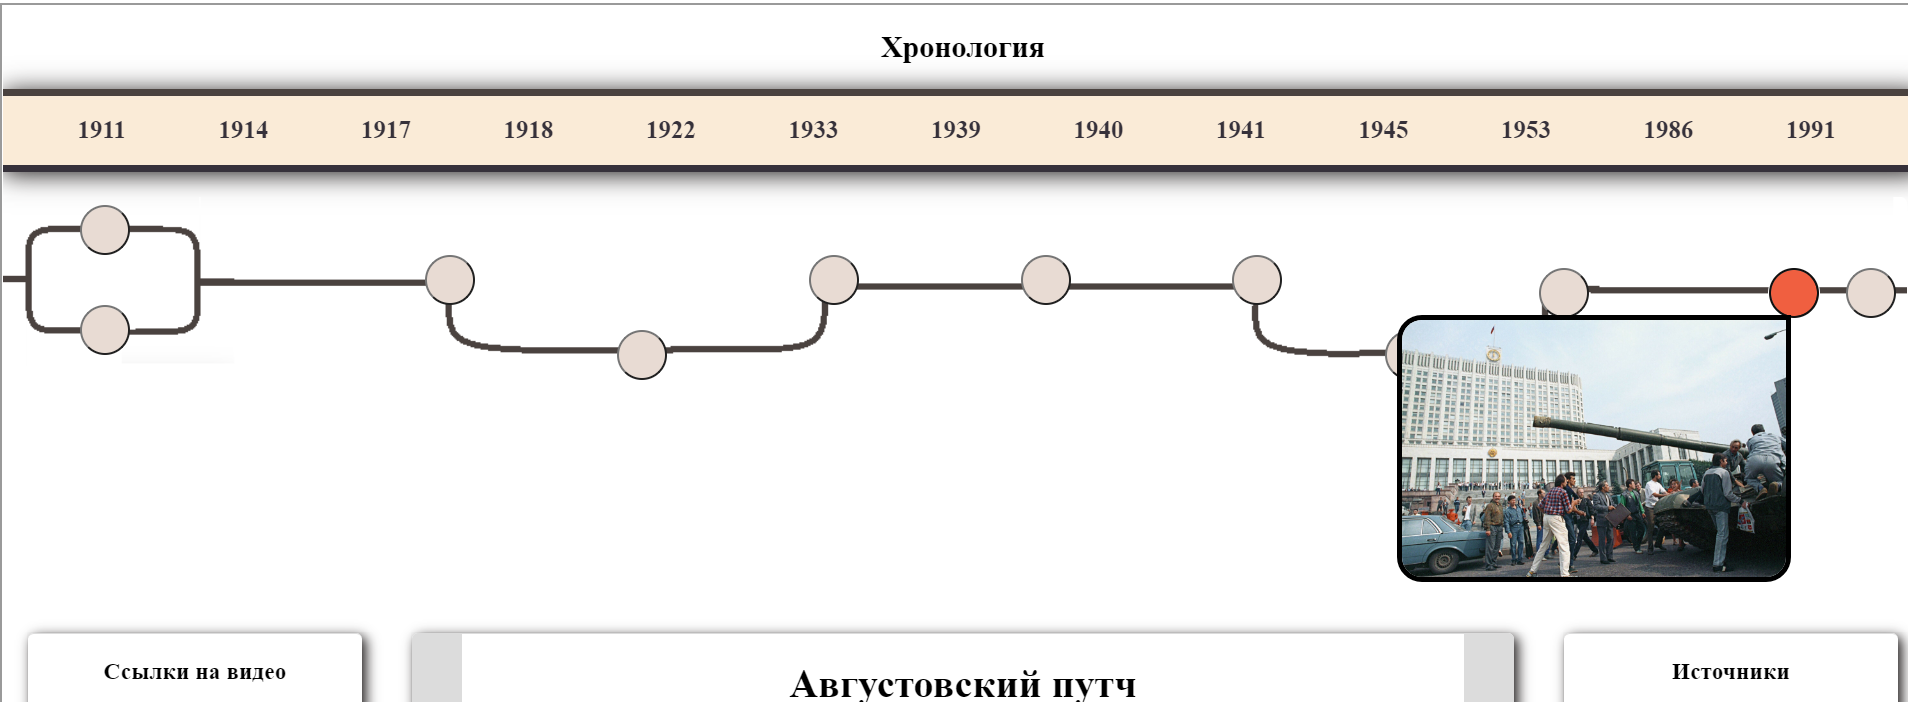 Хронология
1911 1914 1917 1918 1922 1933 1939 1940 1941 1945 1953 1986 1991
Ссылки на видео
Августовский путч
Источники